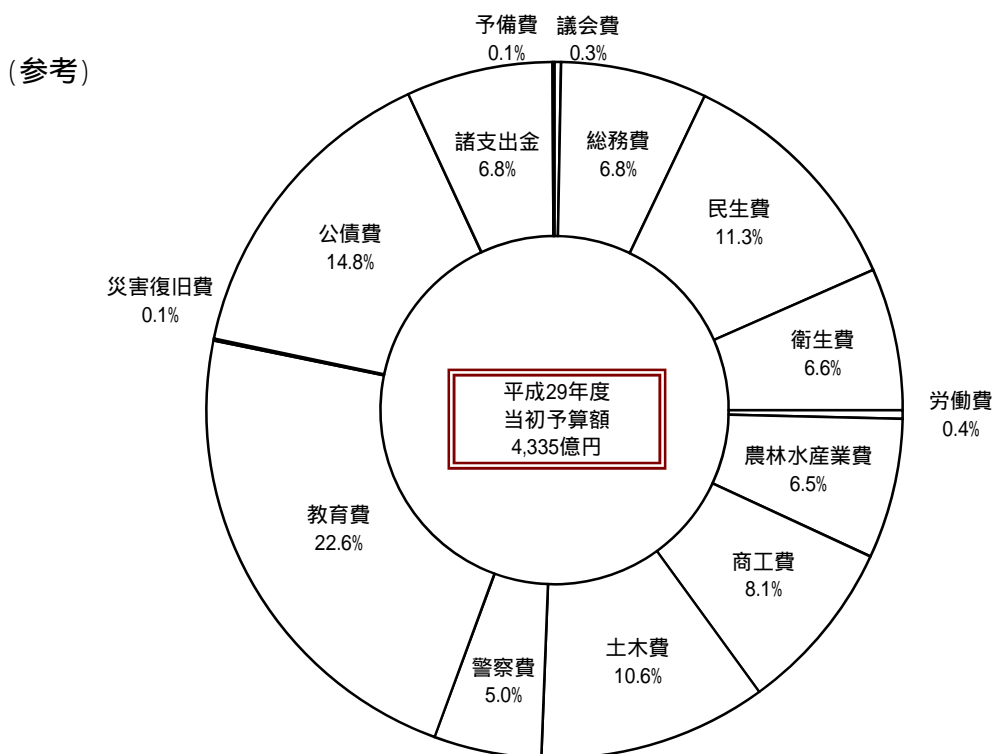 (参考)
予備費
0.1%
議会費
0.3%
総務費
6.8%
民生費
11.3%
衛生費
6.6%
労働費
0.4%
農林水産業費
6.5%
商工費
8.1%
土木費
10.6%
警察費
5.0%
教育費
22.6%
災害復旧費
0.1%
公債費
14.8%
諸支出金
6.8%
平成29年度
当初予算額
4,335億円